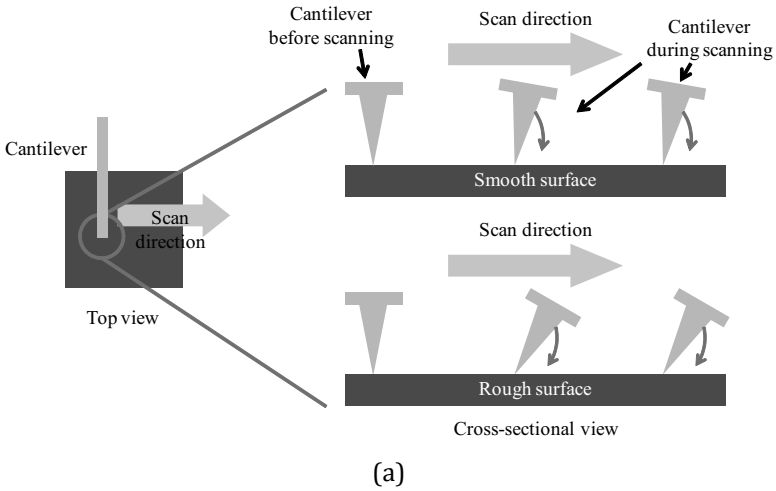 Cantilever
before scanning
Scan direction
Cantilever
during scanning
Cantilever
Smooth surface
Scan
direction
Scan direction
Top view
Rough surface
Cross-sectional view
(a)